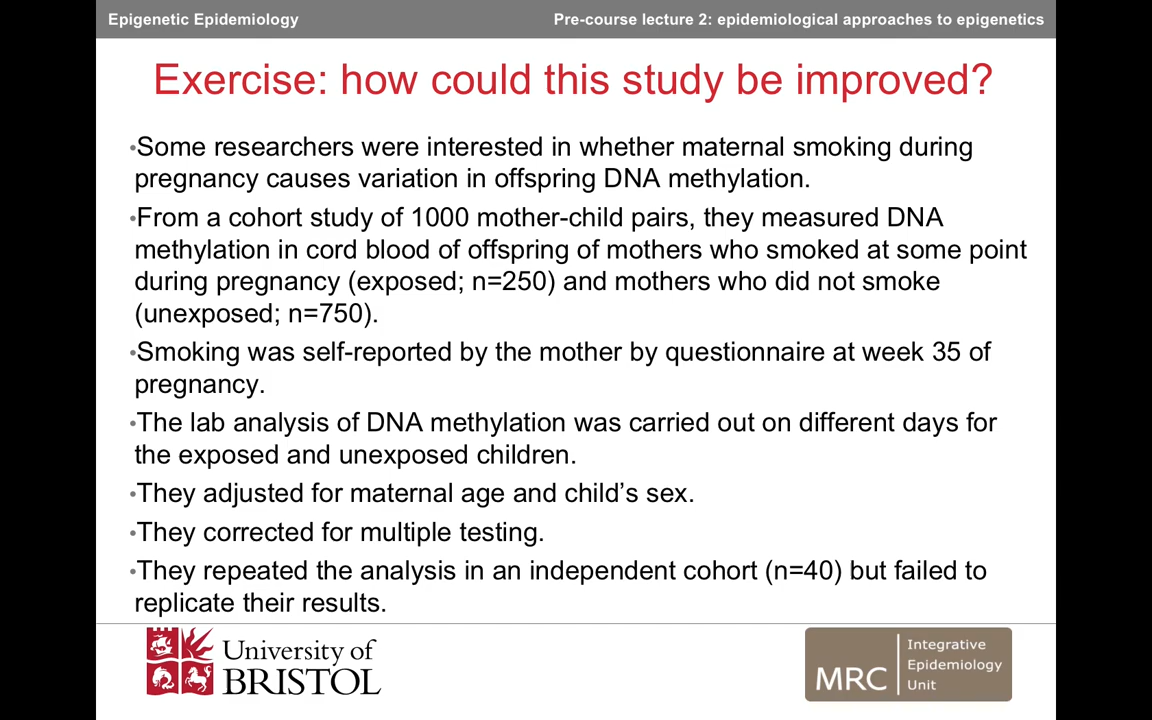 Epigenetic Epidemiology
Pre-course lecture 2: epidemiological approaches to epigenetics
Exercise: how could this study be improved?
•Some researchers were interested in whether maternal smoking during
pregnancy causes variation in offspring DNA methylation.
•From a cohort study of 1000 mother-child pairs, they measured DNA
methylation in cord blood of offspring of mothers who smoked at some point
during pregnancy (exposed; n=250) and mothers who did not smoke
(unexposed; n=750).
•Smoking was self-reported by the mother by questionnaire at week 35 of
pregnancy.
•The lab analysis of DNA methylation was carried out on different days for
the exposed and unexposed children.
•They adjusted for maternal age and child's sex.
•They corrected for multiple testing.
•They repeated the analysis in an independent cohort (n=40) but failed to
replicate their results.
University of
BRISTOL
MRC
Integrative
Epidemiology
Unit